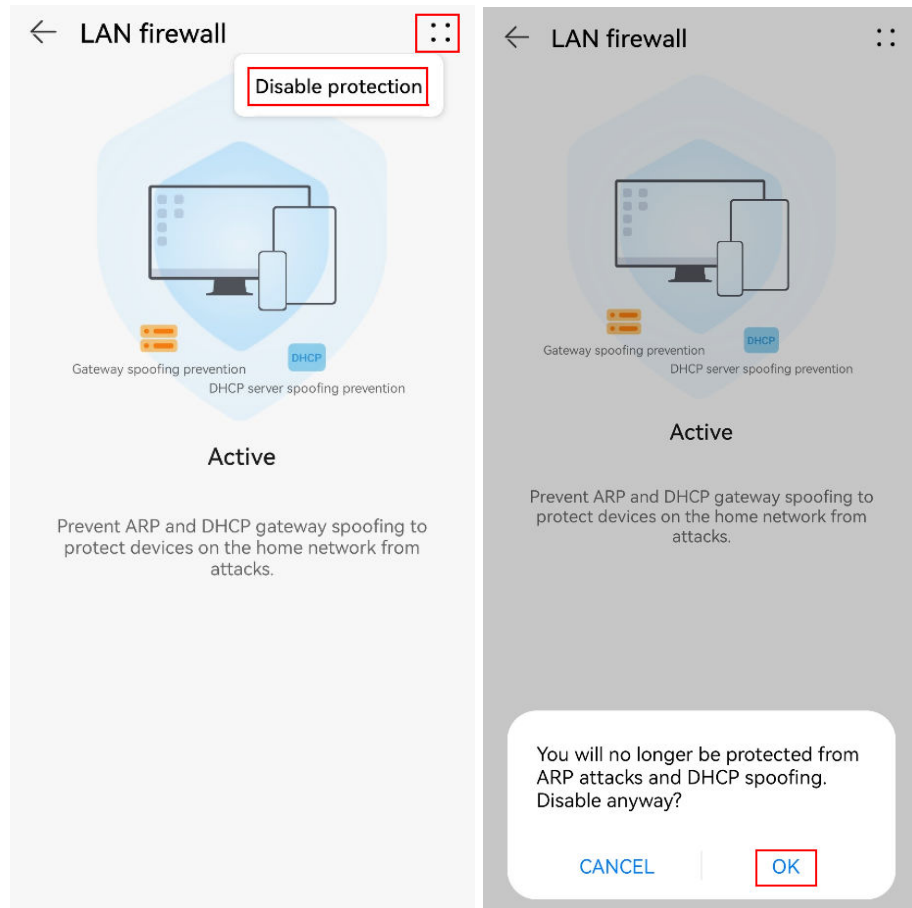 LAN firewall
Disable protection
DHCP
Gateway spoofing prevention
DHCP server spoofing prevention
Active
Prevent ARP and DHCP gateway spoofing to
protect devices on the home network from
attacks.
LAN firewall
DHCP
Gateway spoofing prevention
DHCP server spoofing prevention
Active
Prevent ARP and DHCP gateway spoofing to
protect devices on the home network from
attacks.
You will no longer be protected from
ARP attacks and DHCP spoofing.
Disable anyway?
CANCEL
OK